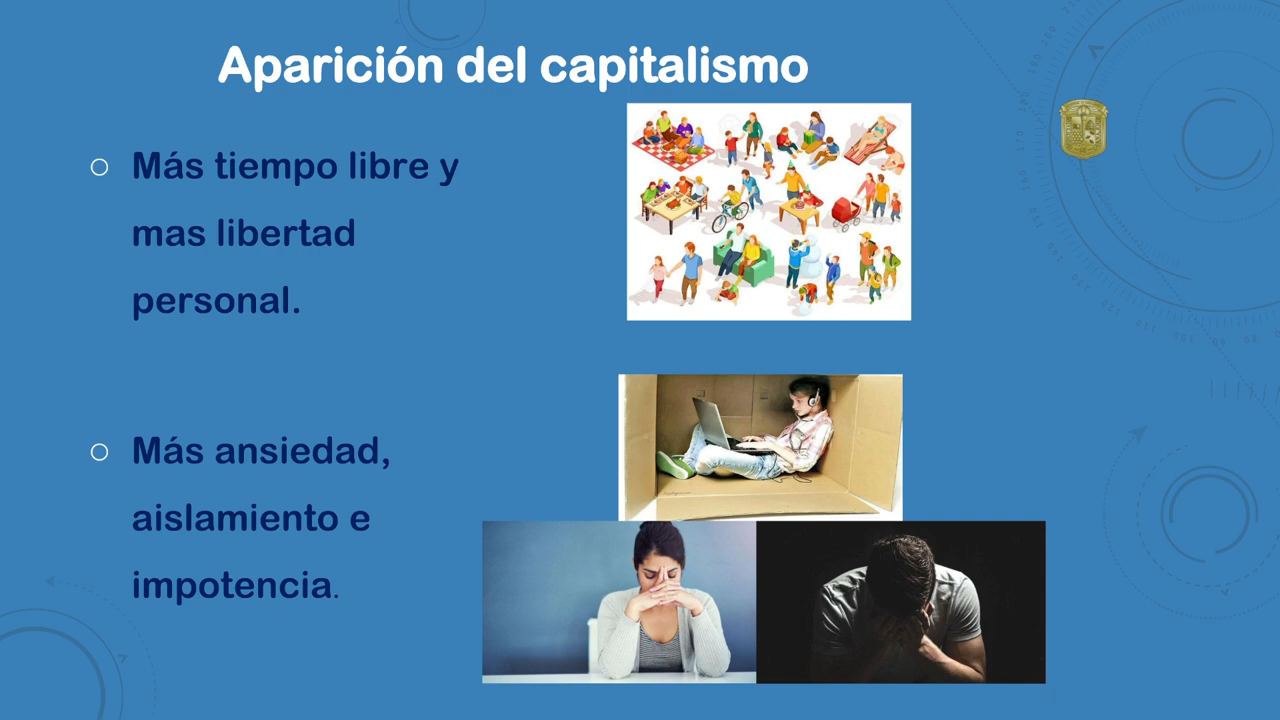 Aparición del capitalismo
Más tiempo libre y
mas libertad
personal.
Más ansiedad,
aislamiento e
impotencia.